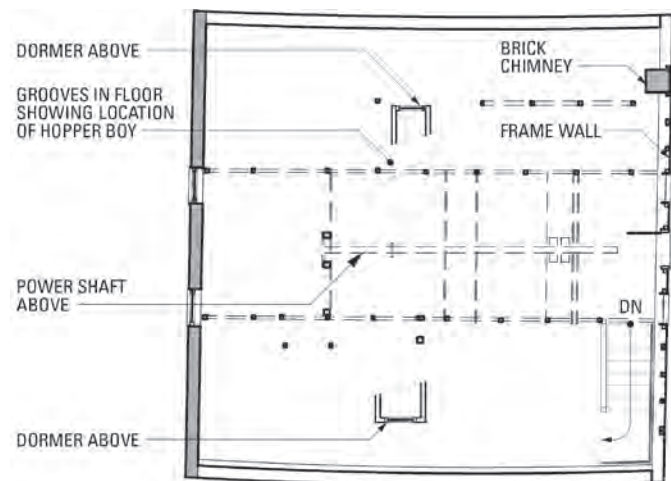 DORMER ABOVE
GROOVES IN FLOOR
SHOWING LOCATION
OF HOPPER BOY
BRICK
CHIMNEY
FRAME WALL
POWER SHAFT
ABOVE
DN
DORMER ABOVE